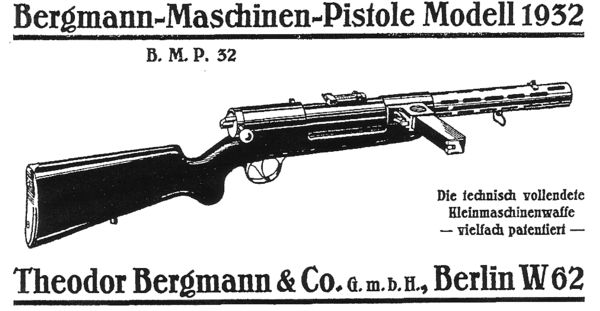 Bergmann-Maschinen-Pistole Modell 1932
B. M. P. 32
Die technisch vollendete
Kleinmaschinenwaffe
— vielfach patentiert —
Theodor Bergmann & Co. G. m. b. H., Berlin W 62